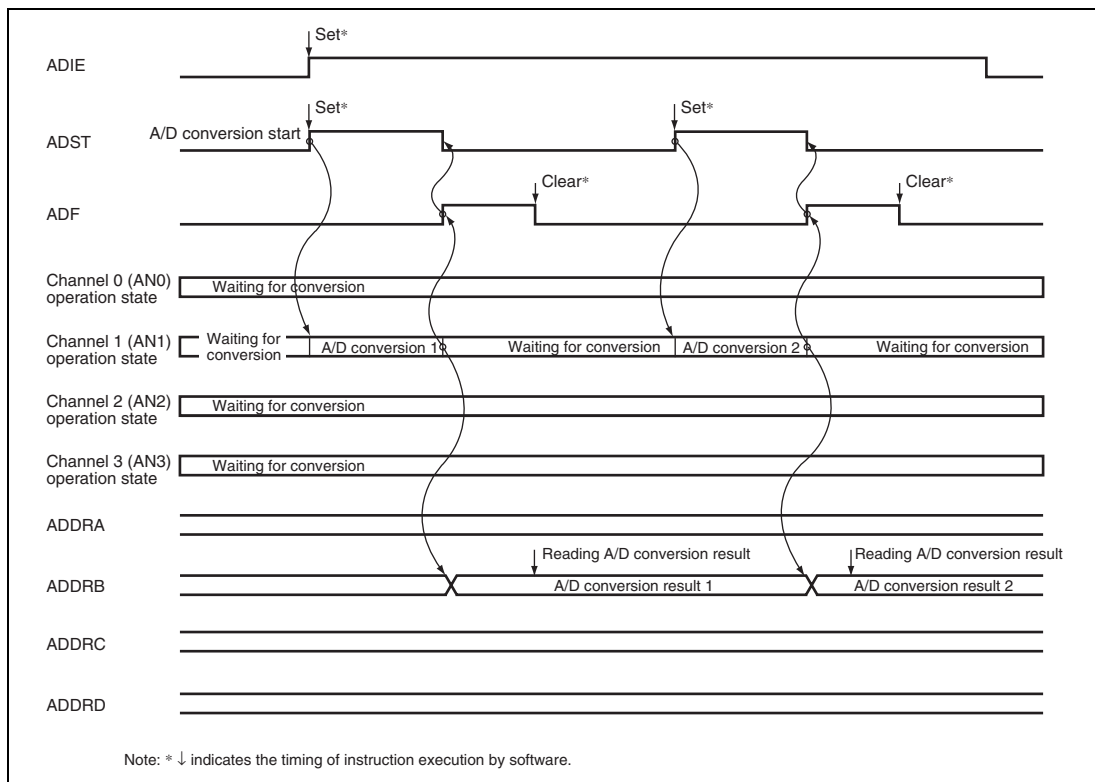 Set*
ADIE
Set*
A/D conversion start
ADST
Clear*
Clear*
ADF
Channel 0 (AN0)
operation state
Waiting for conversion
Channel 1 (AN1)
operation state
Waiting for
conversion
A/D conversion 1
Waiting for conversion
A/D conversion 2
Waiting for conversion
Channel 2 (AN2)
operation state
Waiting for conversion
Channel 3 (AN3)
operation state
Waiting for conversion
ADDRA
Reading A/D conversion result
Reading A/D conversion result
ADDRB
A/D conversion result 1
A/D conversion result 2
ADDRC
ADDRD
Note: * ↓ indicates the timing of instruction execution by software.